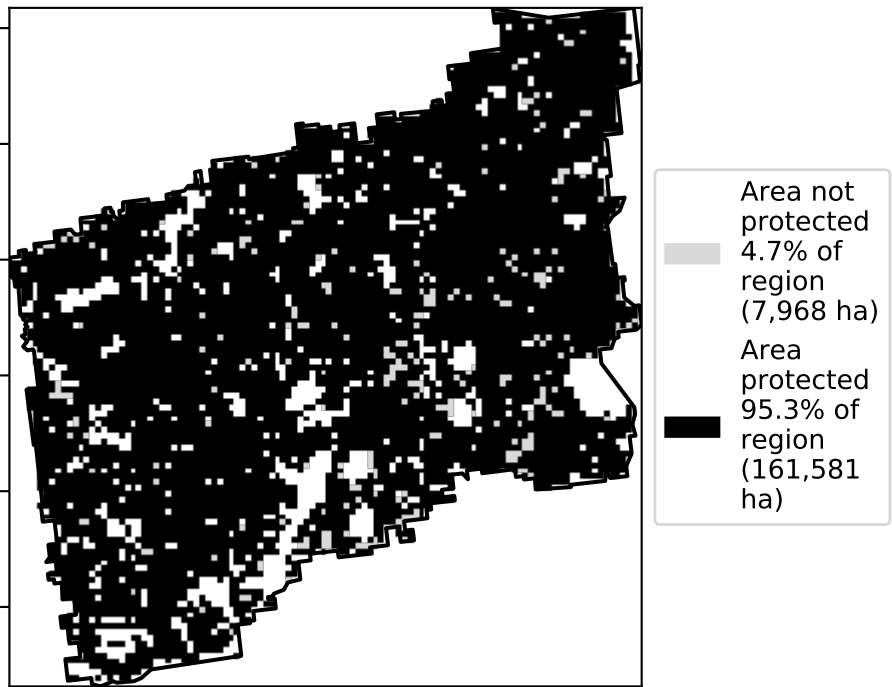 Area not
protected
4.7% of
region
(7,968 ha)
Area
protected
95.3% of
region
(161,581
ha)